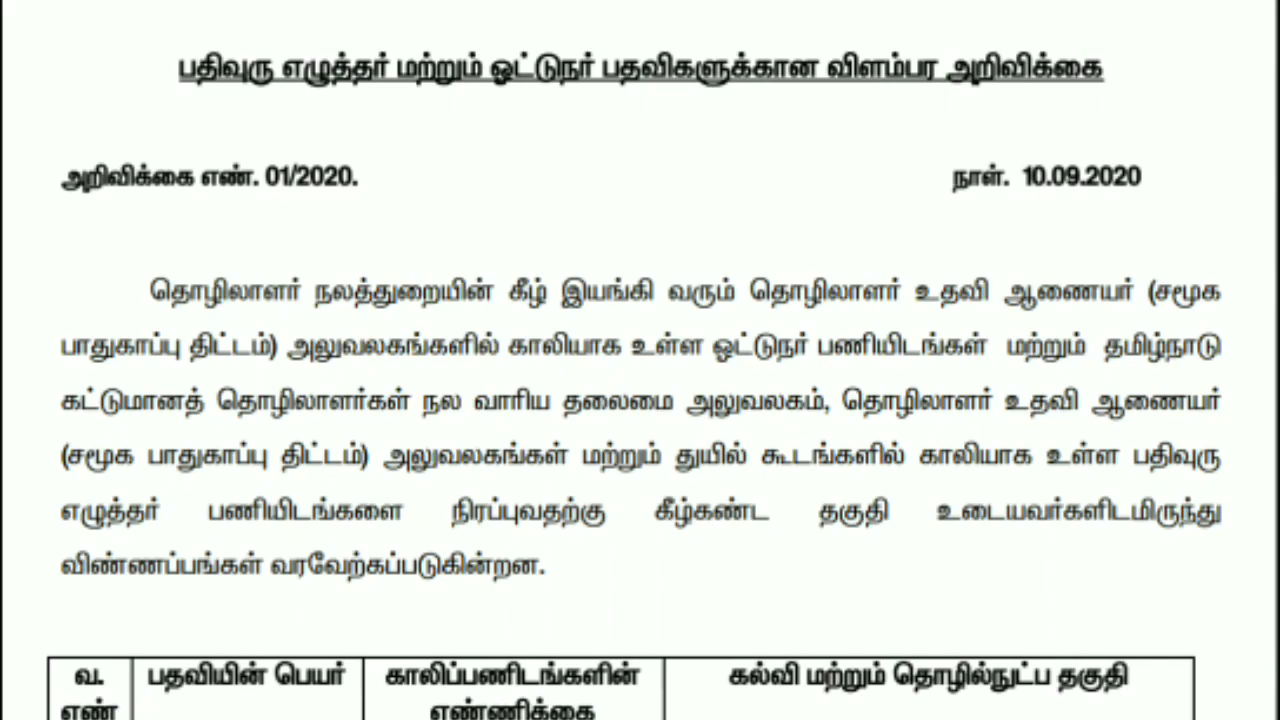 பதிவுரு எழுத்தர் மற்றும் ஓட்டுநர் பதவிகளுக்கான விளம்பர அறிவிக்கை
அறிவிக்கை எண். 01/2020. நாள். 10.09.2020
தொழிலாளர் நலத்துறையின் கீழ் இயங்கி வரும் தொழிலாளர் உதவி ஆணையர் (சமூக
பாதுகாப்பு திட்டம்) அலுவலகங்களில் காலியாக உள்ள ஓட்டுநர் பணியிடங்கள் மற்றும் தமிழ்நாடு
கட்டுமானத் தொழிலாளர்கள் நல வாரிய தலைமை அலுவலகம், தொழிலாளர் உதவி ஆணையர்
(சமூக பாதுகாப்பு திட்டம்) அலுவலகங்கள் மற்றும் துயில் கூடங்களில் காலியாக உள்ள பதிவுரு
எழுத்தர் பணியிடங்களை நிரப்புவதற்கு கீழ்கண்ட தகுதி உடையவர்களிடமிருந்து
விண்ணப்பங்கள் வரவேற்கப்படுகின்றன.
வ. பதவியின் பெயர் காலிப்பணிடங்களின் கல்வி மற்றும் தொழில்நுட்ப தகுதி
எண் எண்ணிக்கை